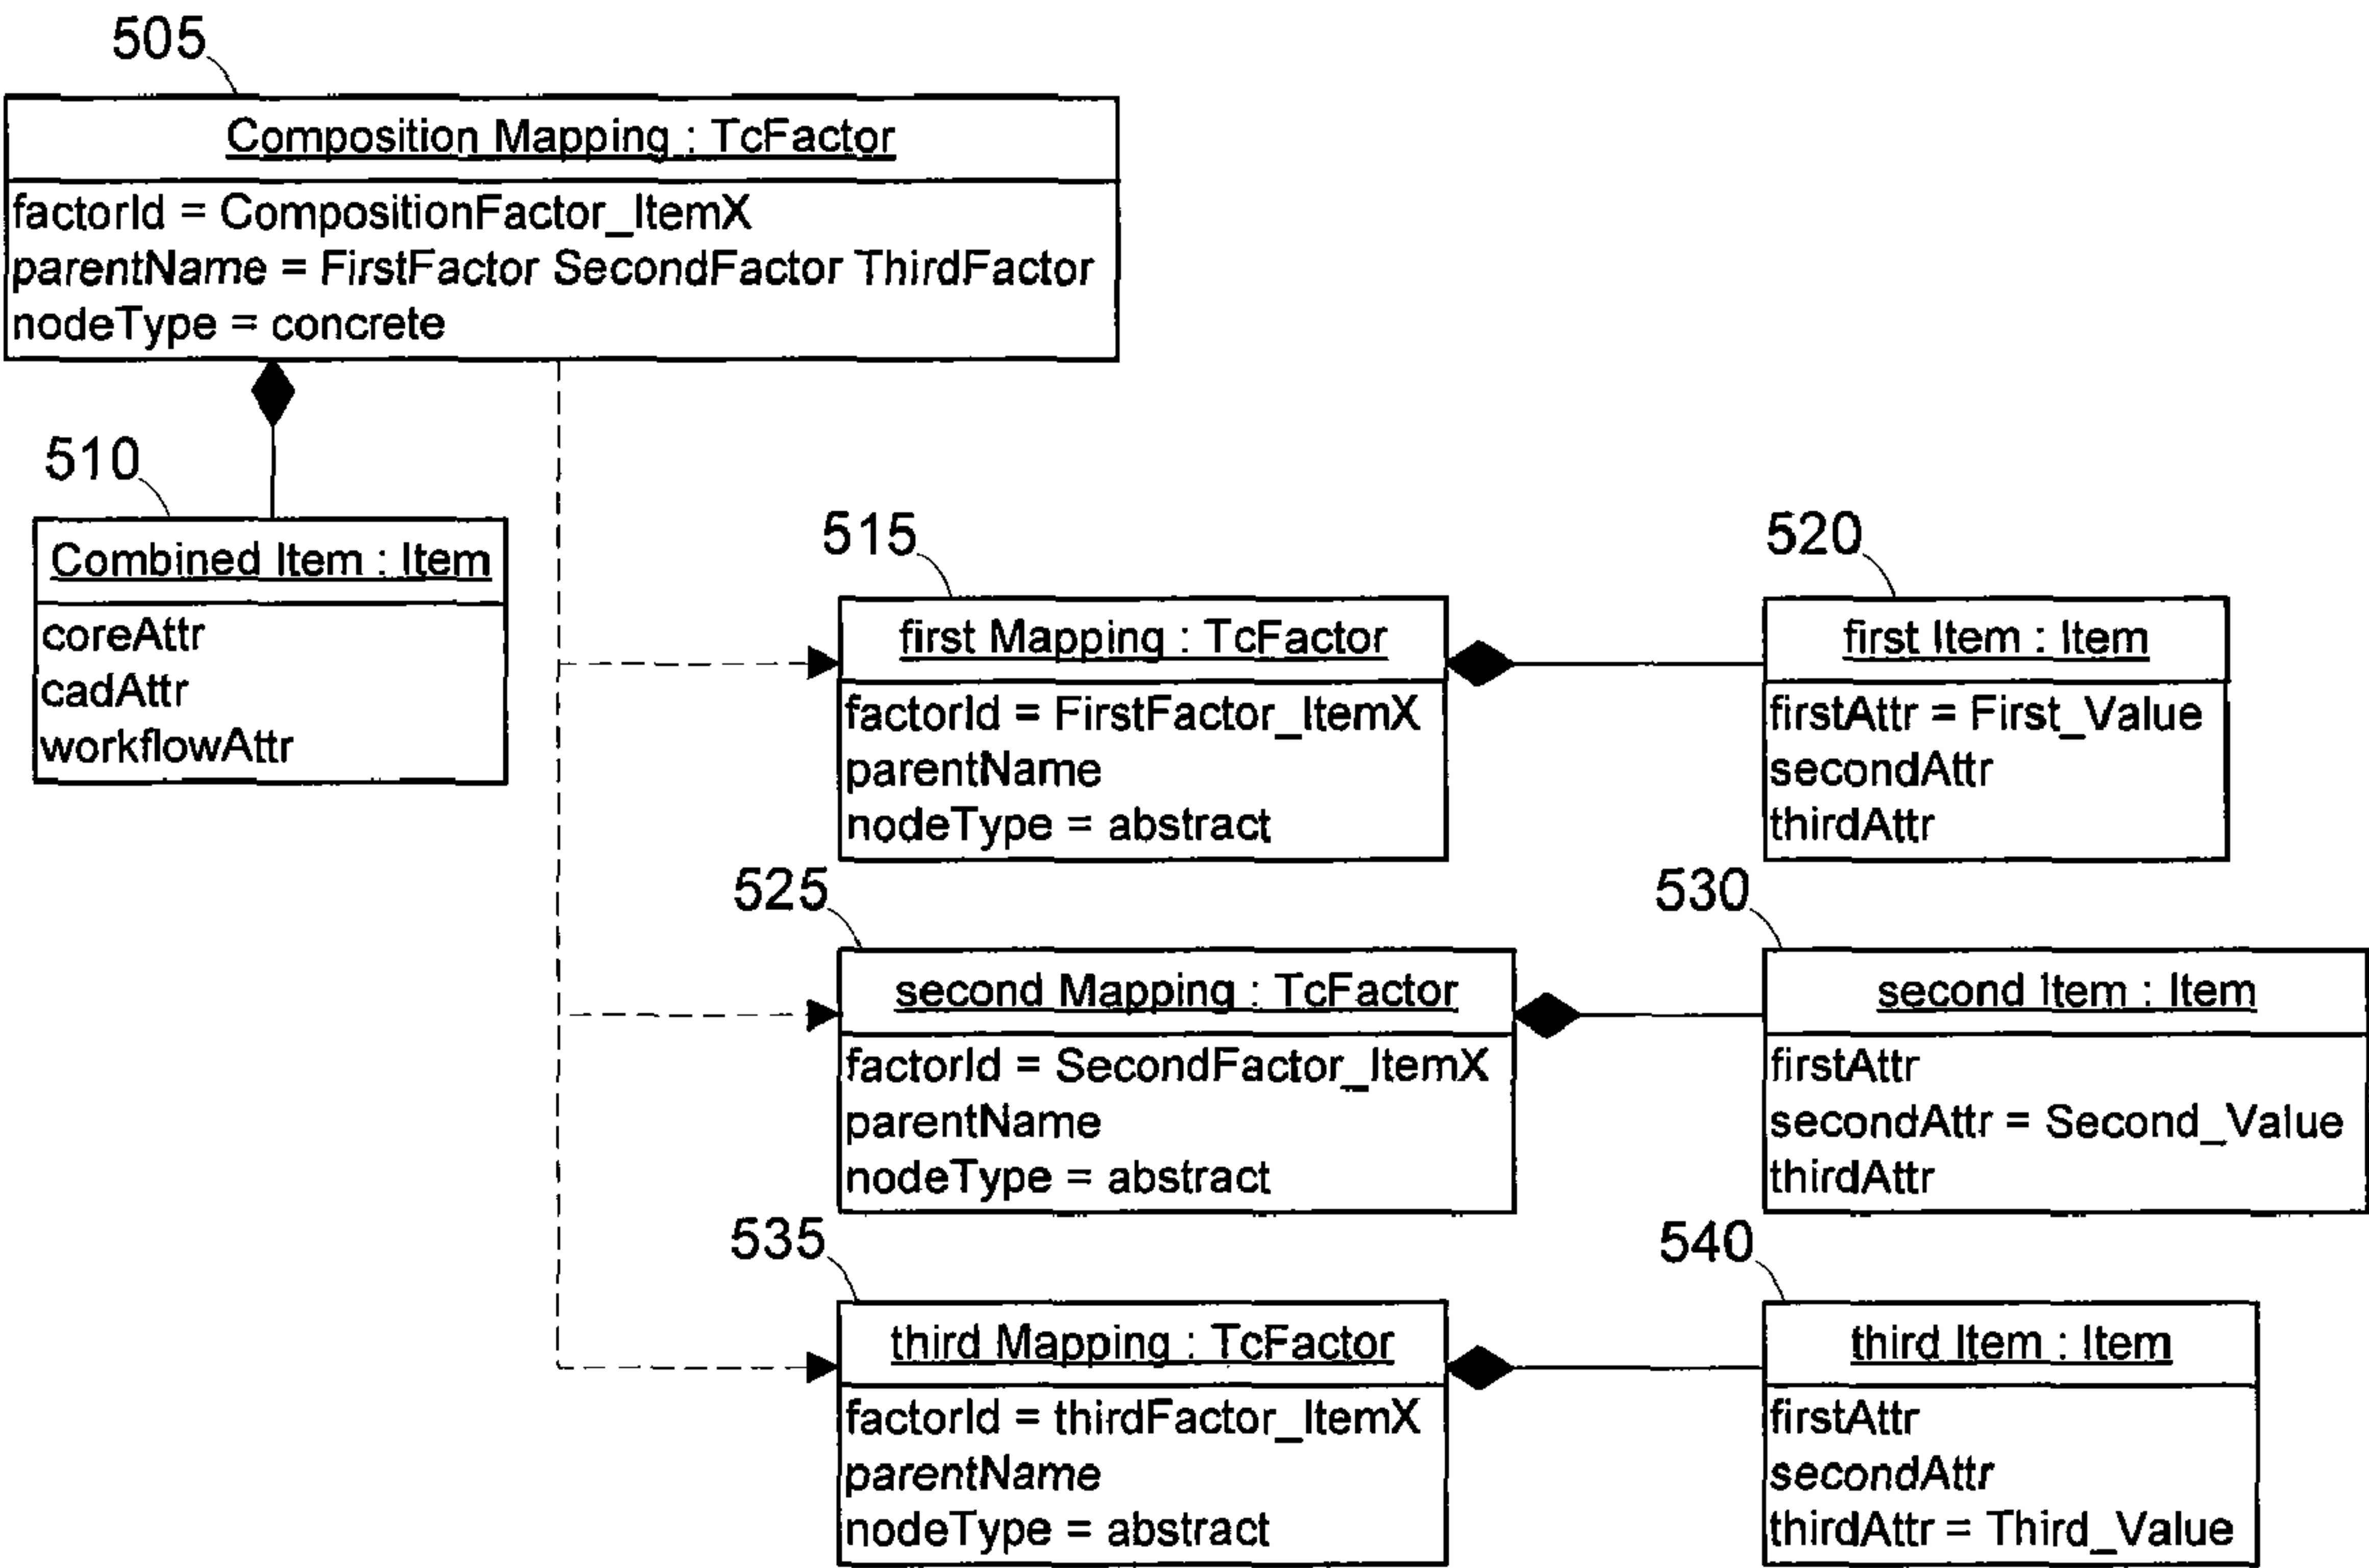 505
Composition Mapping : TcFactor
factorId = CompositionFactor_ItemX
parentName = FirstFactor SecondFactor ThirdFactor
nodeType = concrete
510
Combined Item : Item
coreAttr
cadAttr
workflowAttr
515
first Mapping : TcFactor
factorId = FirstFactor_ItemX
parentName
nodeType = abstract
520
first Item : Item
firstAttr = First_Value
secondAttr
thirdAttr
525
second Mapping : TcFactor
factorId = SecondFactor_ItemX
parentName
nodeType = abstract
530
second Item : Item
firstAttr
secondAttr = Second_Value
thirdAttr
535
third Mapping : TcFactor
factorId = thirdFactor_ItemX
parentName
nodeType = abstract
540
third Item : Item
firstAttr
secondAttr
thirdAttr = Third_Value